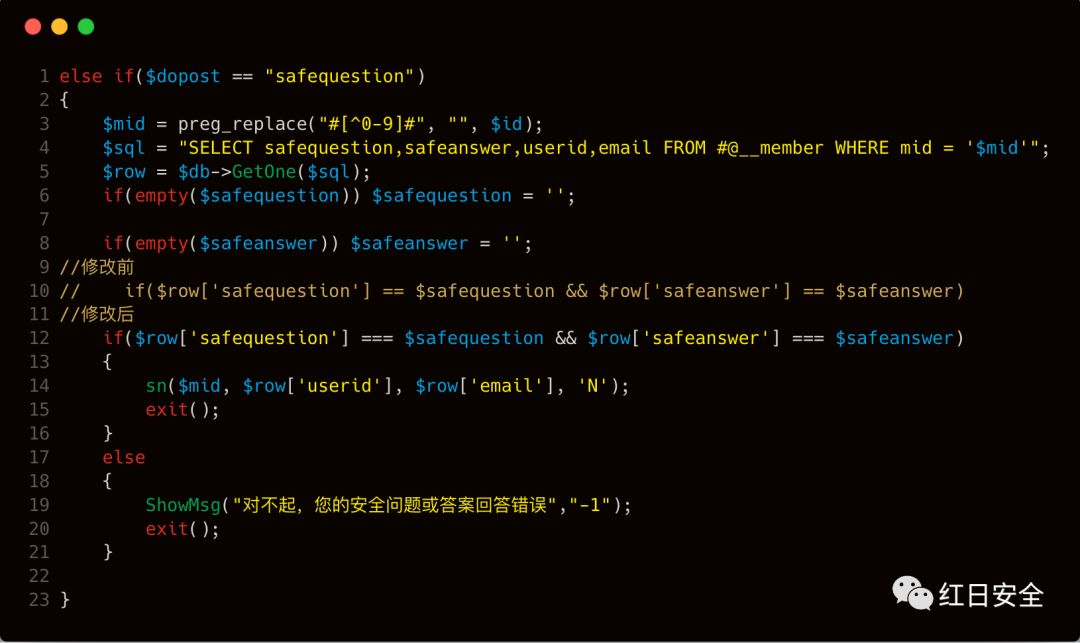 1 else if($dopost == "safequestion")
2 {
3     $mid = preg_replace("#[^0-9]#", "", $id);
4     $sql = "SELECT safequestion,safeanswer,userid,email FROM #@__member WHERE mid = '$mid'";
5     $row = $db->GetOne($sql);
6     if(empty($safequestion)) $safequestion = '';
7
8     if(empty($safeanswer)) $safeanswer = '';
9 //修改前
10 //    if($row['safequestion'] == $safequestion && $row['safeanswer'] == $safeanswer)
11 //修改后
12     if($row['safequestion'] === $safequestion && $row['safeanswer'] === $safeanswer)
13     {
14         sn($mid, $row['userid'], $row['email'], 'N');
15         exit();
16     }
17     else
18     {
19         ShowMsg("对不起，您的安全问题或答案回答错误","-1");
20         exit();
21     }
22
23 }
红日安全